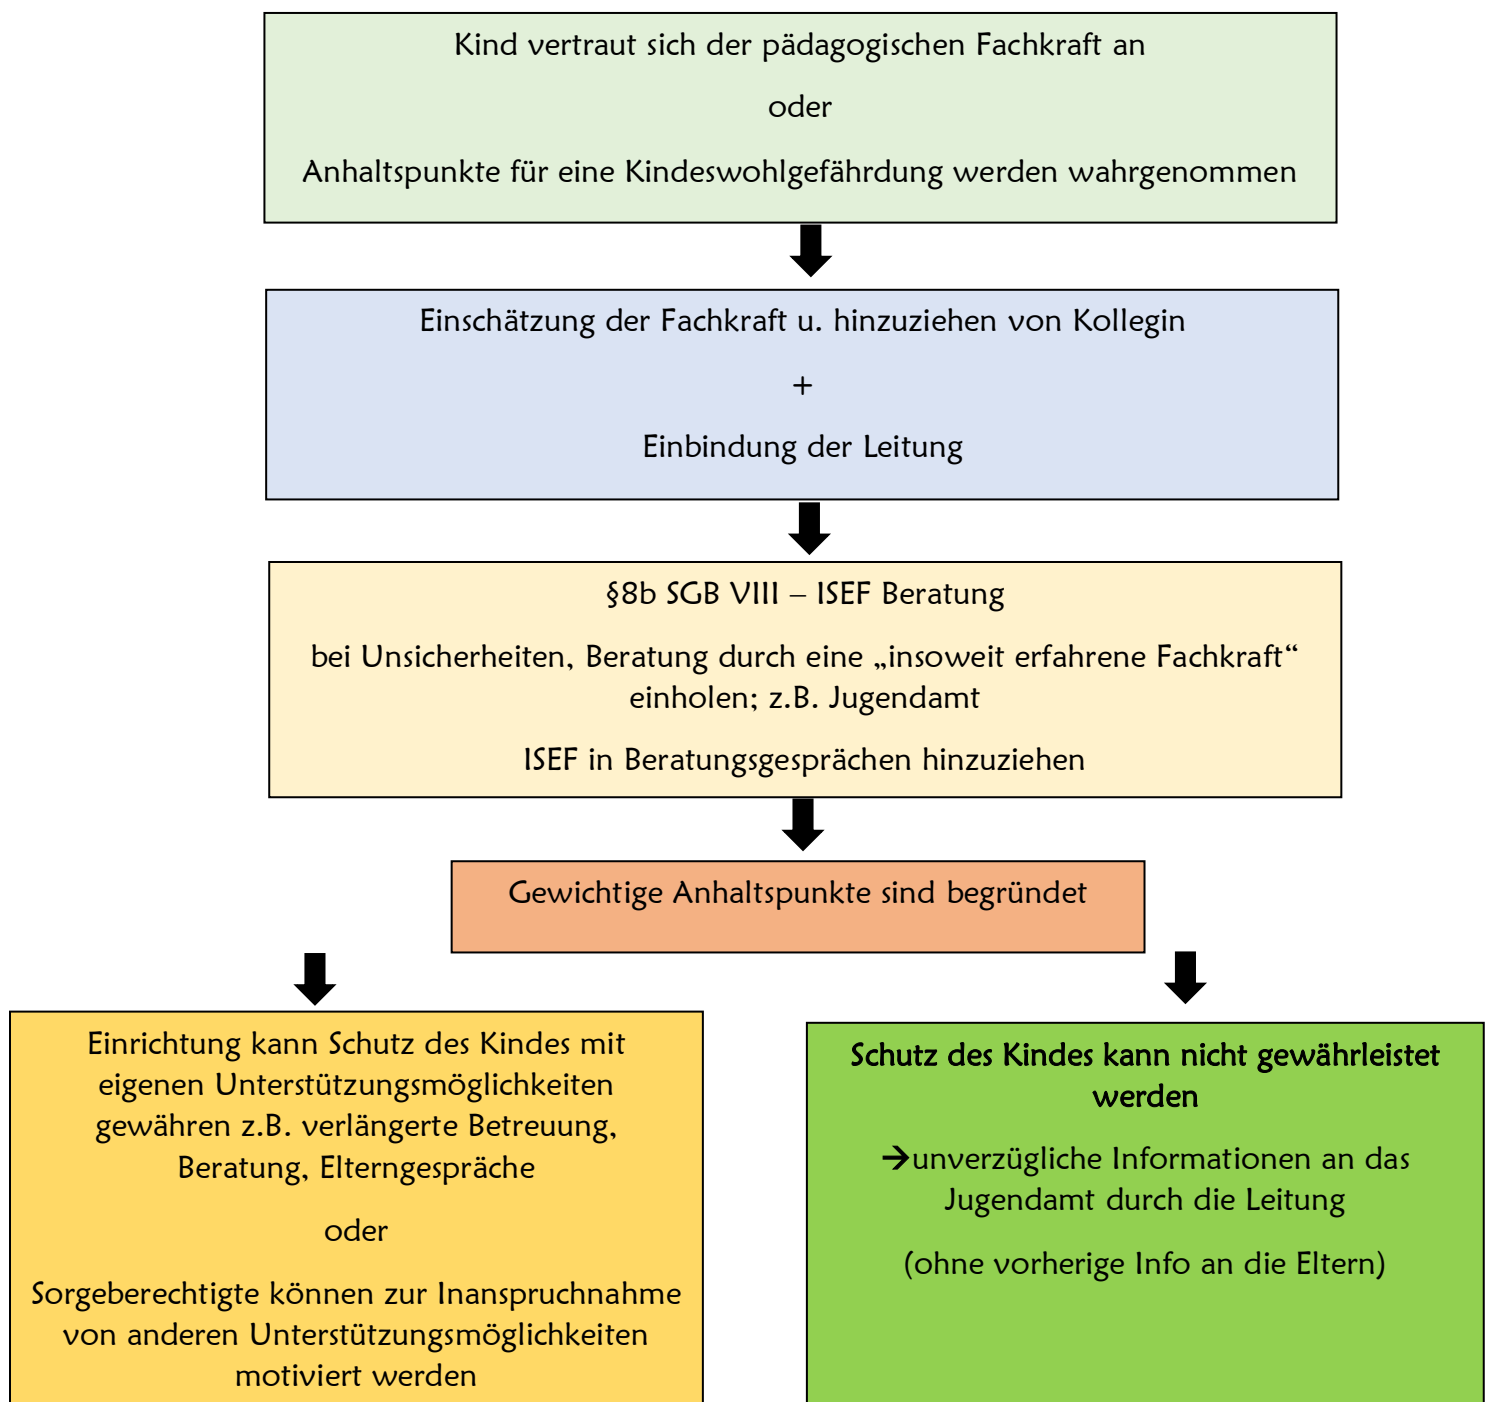 Kind vertraut sich der pädagogischen Fachkraft an
oder
Anhaltspunkte für eine Kindeswohlgefährdung werden wahrgenommen
Einschätzung der Fachkraft u. hinzuziehen von Kollegin
+
Einbindung der Leitung
§8b SGB VIII – ISEF Beratung
bei Unsicherheiten, Beratung durch eine „insoweit erfahrene Fachkraft“
einholen; z.B. Jugendamt
ISEF in Beratungsgesprächen hinzuziehen
Gewichtige Anhaltspunkte sind begründet
Einrichtung kann Schutz des Kindes mit
eigenen Unterstützungsmöglichkeiten
gewähren z.B. verlängerte Betreuung,
Beratung, Elterngespräche
oder
Sorgeberechtigte können zur Inanspruchnahme
von anderen Unterstützungsmöglichkeiten
motiviert werden
Schutz des Kindes kann nicht gewährleistet
werden
→unverzügliche Informationen an das
Jugendamt durch die Leitung
(ohne vorherige Info an die Eltern)